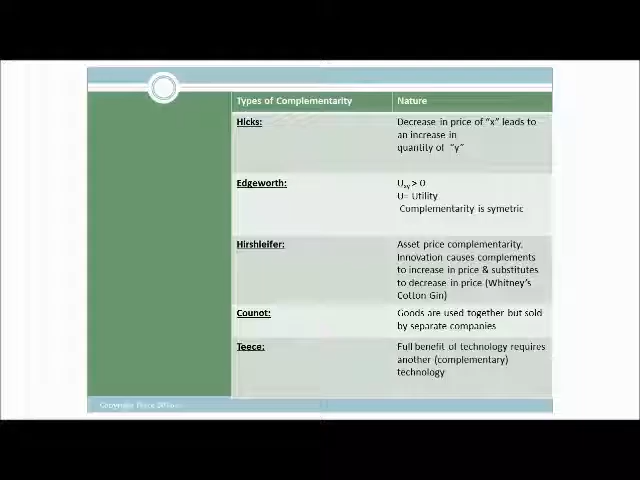 Types of Complementarity
Nature
Hicks:
Decrease in price of "x" leads to
an increase in
quantity of "y"
Edgeworth:
Uxy > 0
U= Utility
Complementarity is symetric
Hirshleifer:
Asset price complementarity.
Innovation causes complements
to increase in price & substitutes
to decrease in price (Whitney's
Cotton Gin)
Counot:
Goods are used together but sold
by separate companies
Teece:
Full benefit of technology requires
another (complementary)
technology
Copyright Teece